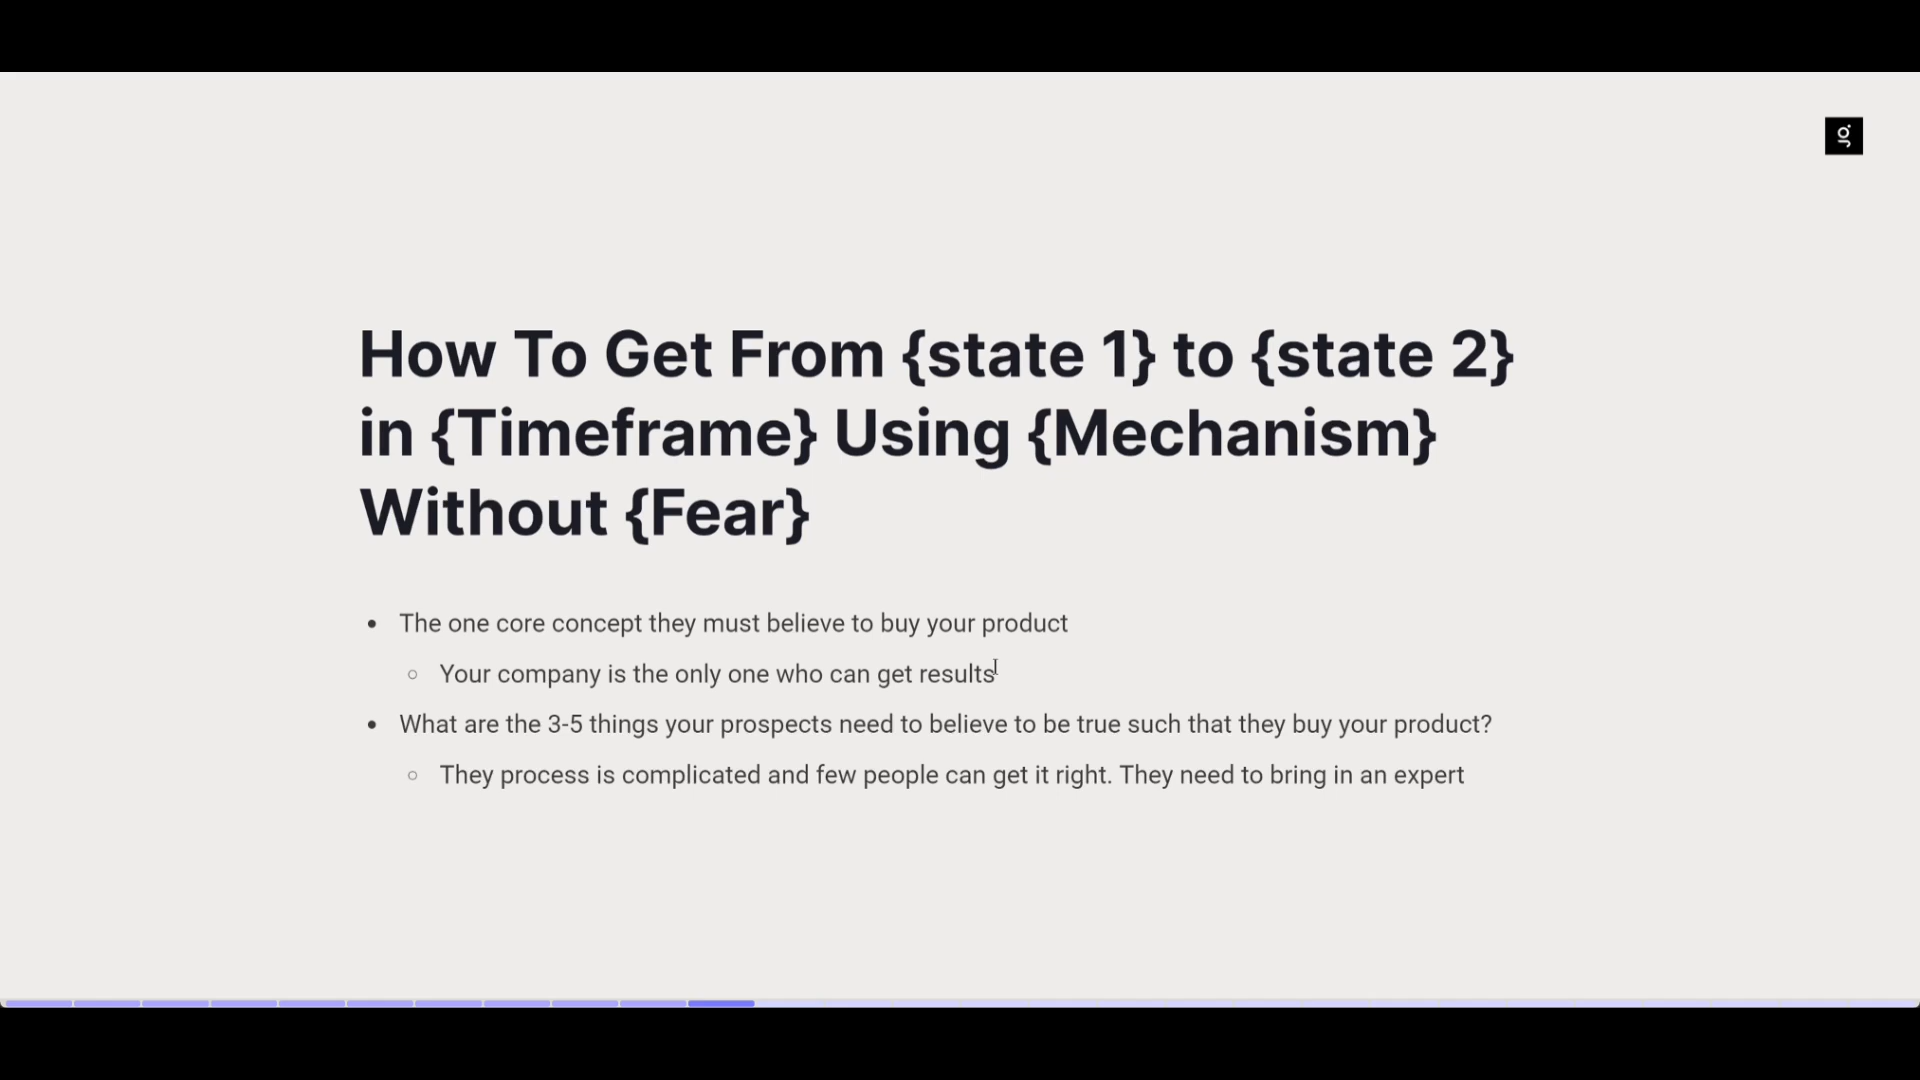 g.
How To Get From {state 1} to {state 2}
in {Timeframe} Using {Mechanism}
Without {Fear}
The one core concept they must believe to buy your product
Your company is the only one who can get results
What are the 3-5 things your prospects need to believe to be true such that they buy your product?
They process is complicated and few people can get it right. They need to bring in an expert